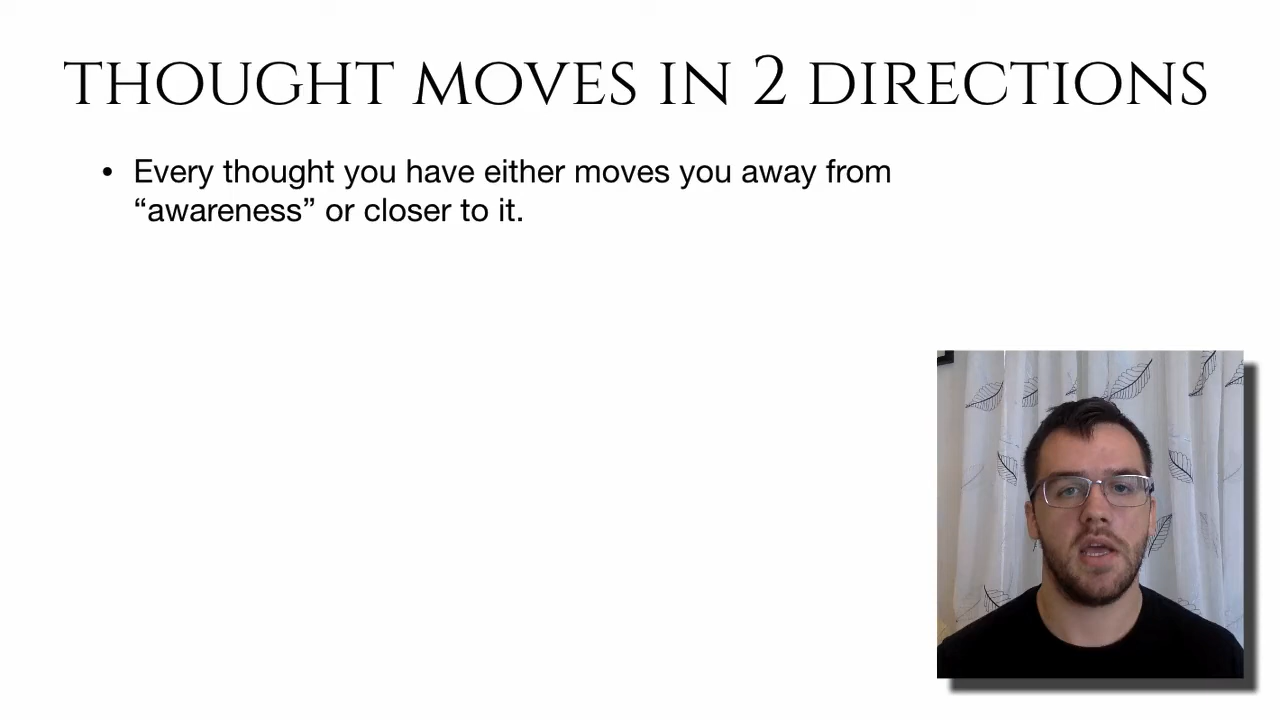 THOUGHT MOVES IN 2 DIRECTIONS
• Every thought you have either moves you away from
“awareness” or closer to it.